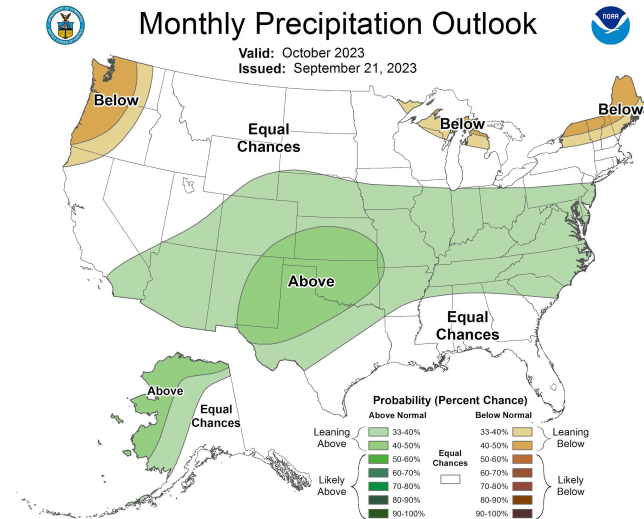 Monthly Precipitation Outlook
NOAA
Valid: October 2023
Issued: September 21, 2023
Below
Equal
Chances
Below
Below
Above
Equal
Chances
Above
Equal
Chances
Probability (Percent Chance)
Above Normal
Below Normal
Leaning
Above
33-40%
40-50%
Likely
Above
50-60%
60-70%
70-80%
80-90%
90-100%
Equal
Chances
33-40%
40-50%
Leaning
Below
50-60%
60-70%
70-80%
80-90%
90-100%
Likely
Below